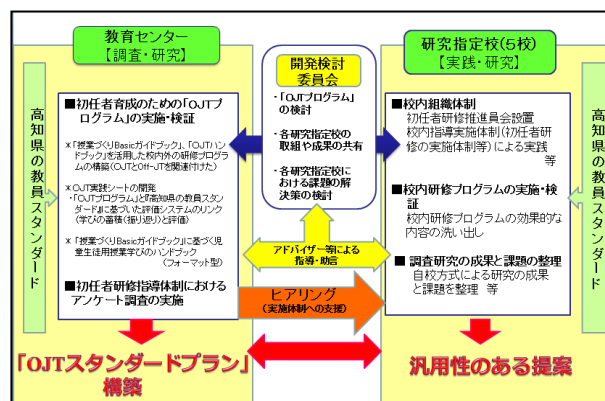 教育センター
【調査・研究】
高知県の教員スタンダード
■初任者育成のための「OJTプ
ログラム」の実施・検証
＊「授業づくりBasicガイドブック」、「OJTハン
ドブック」を活用した校内外の研修プログラ
ムの構築（OJTとOff-JTを関連付けた）
＊OJT実践シートの開発
・「OJTプログラム」と『高知県の教員スタン
ダード』に基づいた評価システムのリンク
（学びの蓄積（振り返り）と評価）
＊「授業づくりBasicガイドブック」に基づく児
童生徒用授業学びのハンドブック
（フォーマット型）
■初任者研修指導体制における
アンケート調査の実施
「OJTスタンダードプラン」
構築
開発検討
委員会
・「OJTプログラム」の
の検討
・各研究指定校の
取組や成果の共有
・各研究指定校に
おける課題の解
決策の検討
アドバイザー等による
指導・助言
ヒアリング
（実施体制への支援）
研究指定校(5校)
【実践・研究】
■校内組織体制
初任者研修推進員会設置
校内指導実施体制（初任者研
修の実施体制等）による実践
等
■校内研修プログラムの実施・検
証
校内研修プログラムの効果的な
内容の洗い出し
■ 調査研究の成果と課題の整理
自校方式による研究の成果
と課題を整理 等
高知県の教員スタンダード
汎用性のある提案